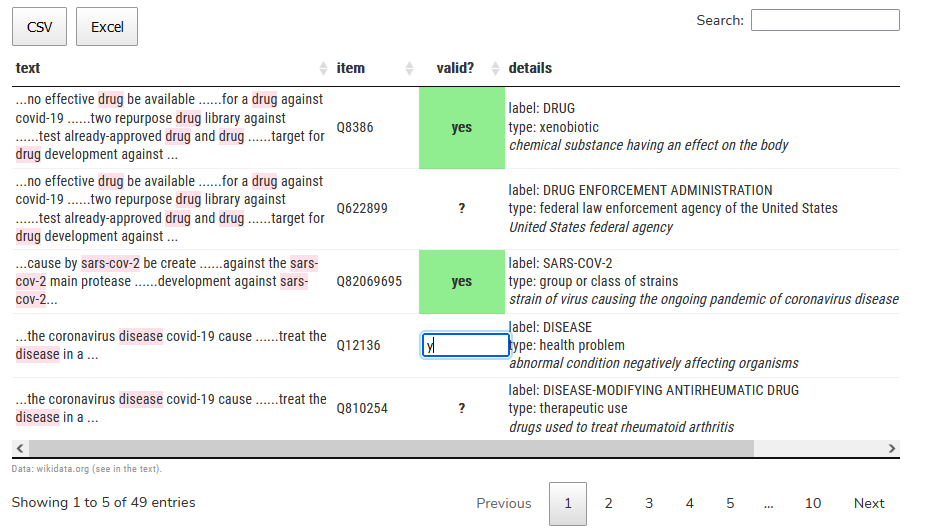 CSV Excel Search:
text item valid? details
...no effective drug be available ......for a drug against
covid-19 ......two repurpose drug library against
......test already-approved drug and drug ......target for
drug development against ...
Q8386
yes
label: DRUG
type: xenobiotic
chemical substance having an effect on the body
...no effective drug be available ......for a drug against
covid-19 ......two repurpose drug library against
......test already-approved drug and drug ......target for
drug development against ...
Q622899
?
label: DRUG ENFORCEMENT ADMINISTRATION
type: federal law enforcement agency of the United States
United States federal agency
...cause by sars-cov-2 be create ......against the sars-
cov-2 main protease ......development against sars-
cov-2...
Q82069695
yes
label: SARS-COV-2
type: group or class of strains
strain of virus causing the ongoing pandemic of coronavirus disease
...the coronavirus disease covid-19 cause ......treat the
disease in a ...
Q12136
y
label: DISEASE
type: health problem
abnormal condition negatively affecting organisms
...the coronavirus disease covid-19 cause ......treat the
disease in a ...
Q810254
?
label: DISEASE-MODIFYING ANTIRHEUMATIC DRUG
type: therapeutic use
drugs used to treat rheumatoid arthritis
Data: wikidata.org (see in the text).
Showing 1 to 5 of 49 entries Previous 1 2 3 4 5 ... 10 Next